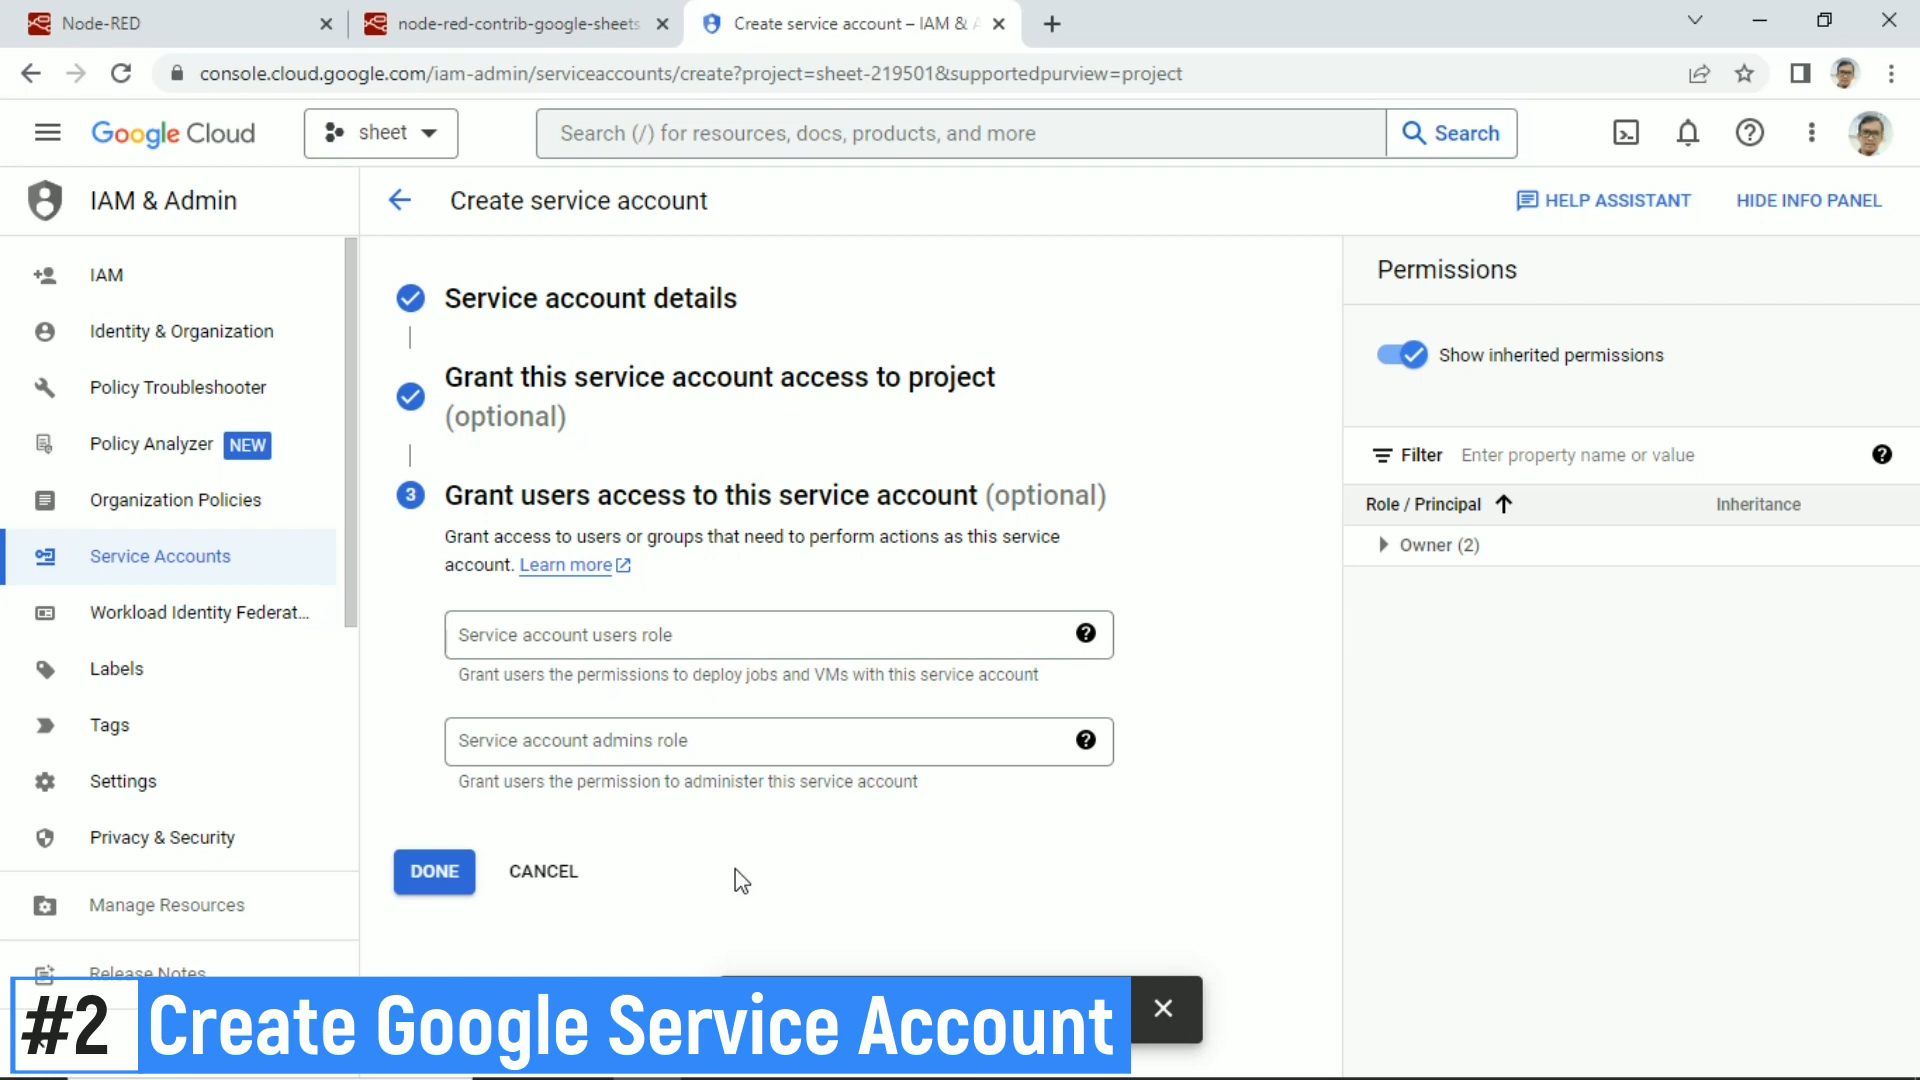 Node-RED
node-red-contrib-google-sheets
Create service account – IAM & A
console.cloud.google.com/iam-admin/serviceaccounts/create?project=sheet-219501&supportedpurview=project
Google Cloud
sheet
Search (/) for resources, docs, products, and more
Search
IAM & Admin
Create service account
HELP ASSISTANT
HIDE INFO PANEL
IAM
Identity & Organization
Policy Troubleshooter
Policy Analyzer NEW
Organization Policies
Service Accounts
Workload Identity Federat...
Labels
Tags
Settings
Privacy & Security
Manage Resources
Release Notes
Service account details
Grant this service account access to project
(optional)
3 Grant users access to this service account (optional)
Grant access to users or groups that need to perform actions as this service
account. Learn more
Service account users role
Grant users the permissions to deploy jobs and VMs with this service account
Service account admins role
Grant users the permission to administer this service account
DONE
CANCEL
Permissions
Show inherited permissions
Filter Enter property name or value
Role / Principal
Inheritance
Owner (2)
#2 Create Google Service Account